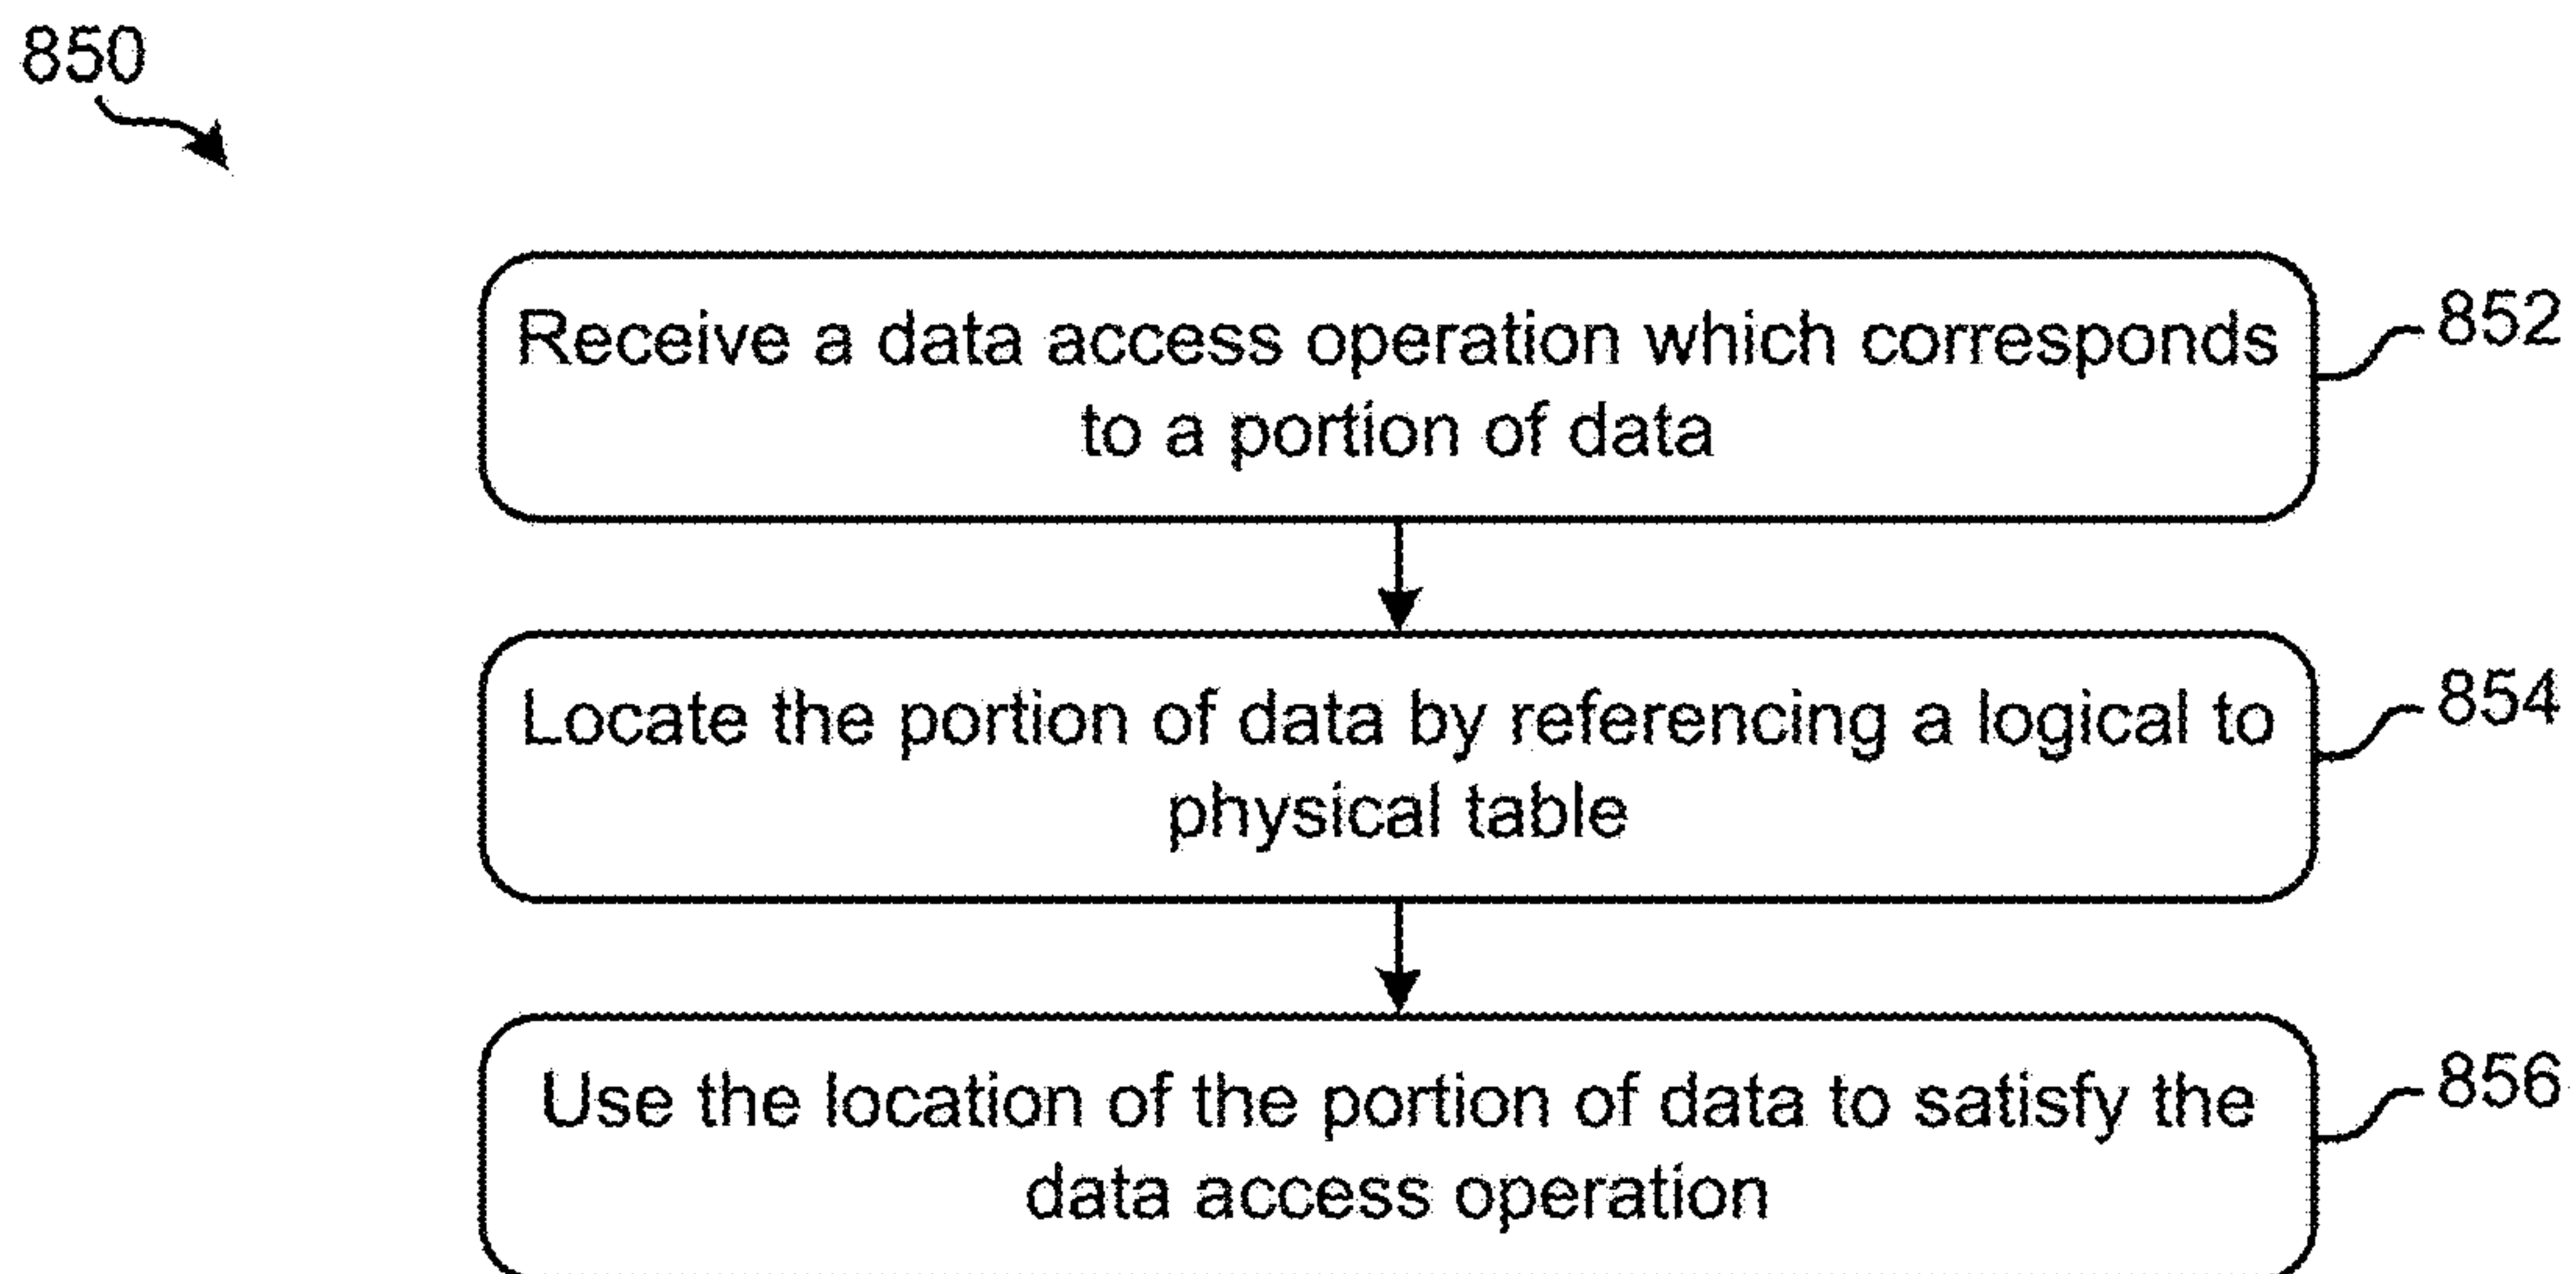 850
Receive a data access operation which corresponds
to a portion of data
852
Locate the portion of data by referencing a logical to
physical table
854
Use the location of the portion of data to satisfy the
data access operation
856